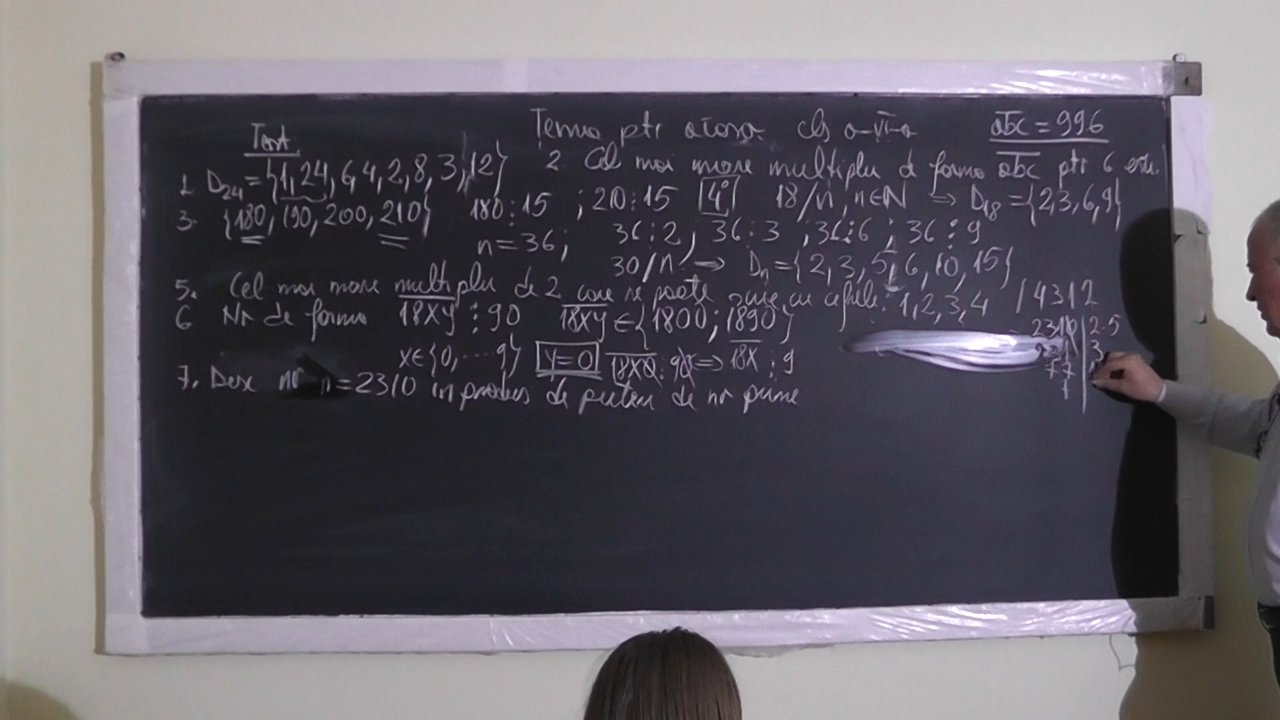 Test
Tema ptr acasa cls a-VI-a
abc = 996
1. D24={1,24,6,4,2,8,3,12}
2 Cel mai mare multiplu d forma abc ptr 6 este.
3. {180,190,200,210} 180:15 ; 210:15 4° 18/n, n∈N ⇒ D18={2,3,6,9}
n=36; 36:2, 36:3 ; 36:6 ; 36:9
30/n. → Dn={2,3,5,6,10,15}
5. Cel mai mare multiplu de 2 care se poate scrie cu cifrele: 1,2,3,4 /4312
6 Nr de forma 18xy : 90 18xy ∈ {1800; 1890}
x∈{0, ... 9} y=0 18x0 : 90 ⇒ 18x : 9
7. Desc nr n=2310 in produs de puteri de nr prime
2310 | 2·5
231 | 3
77